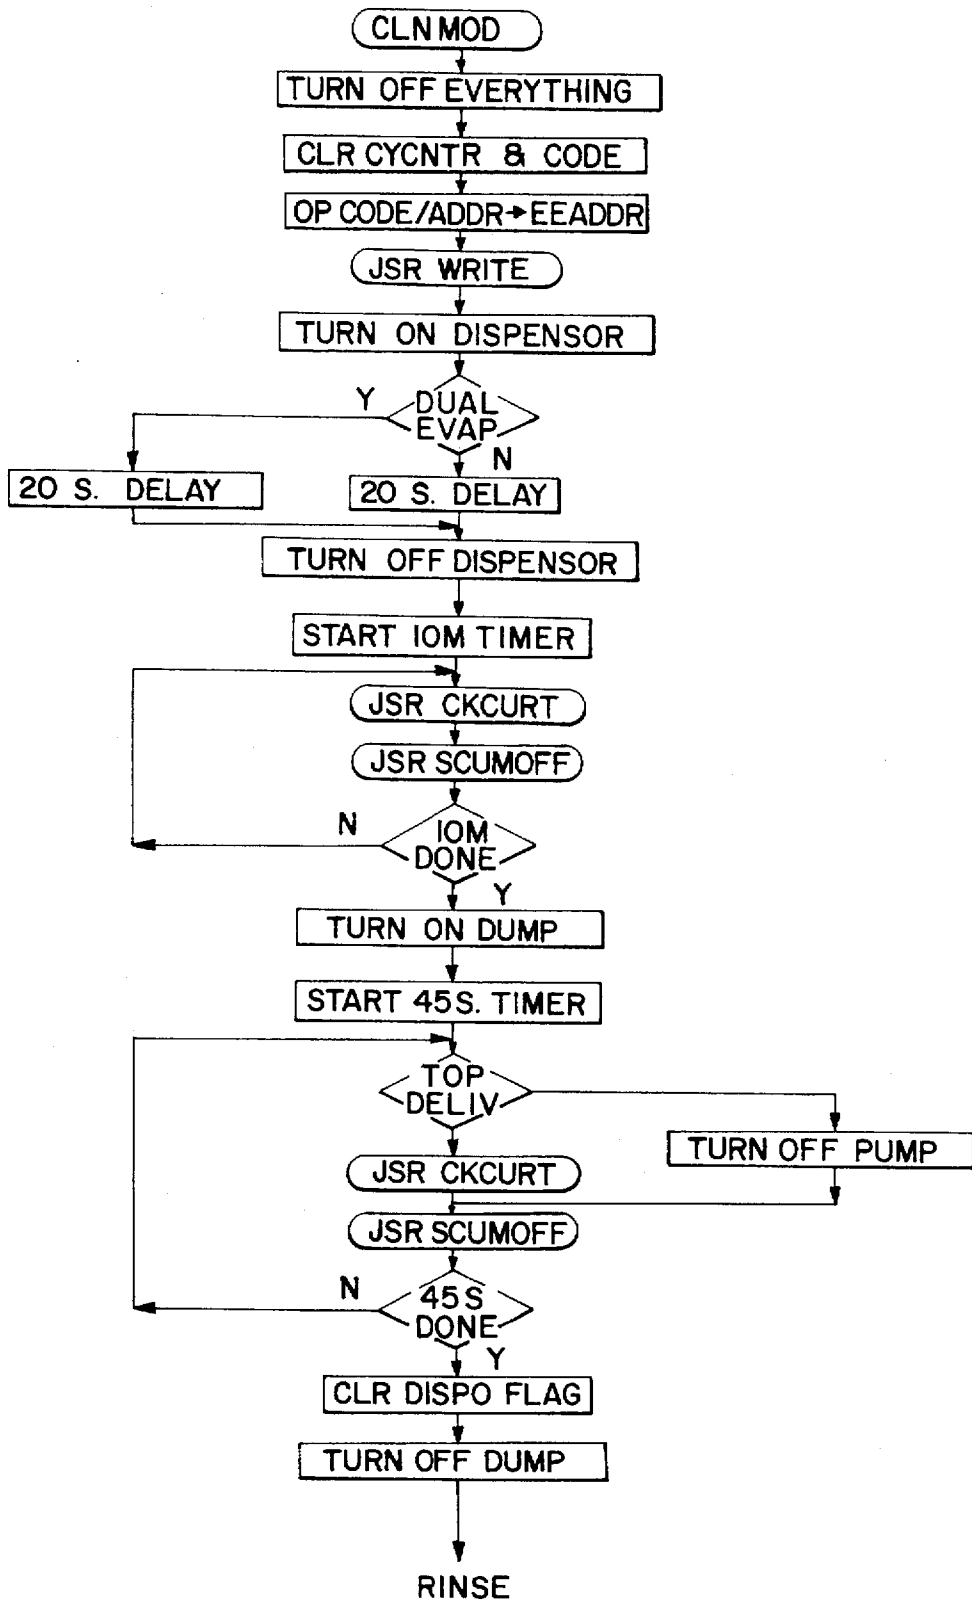 CLN MOD
TURN OFF EVERYTHING
CLR CYCNTR & CODE
OP CODE/ADDR→EEADDR
JSR WRITE
TURN ON DISPENSOR
Y
DUAL
EVAP
N
20 S. DELAY
20 S. DELAY
TURN OFF DISPENSOR
START 10M TIMER
JSR CKCURT
JSR SCUMOFF
N
10M
DONE
Y
TURN ON DUMP
START 45S. TIMER
TOP
DELIV
TURN OFF PUMP
JSR CKCURT
JSR SCUMOFF
N
45S
DONE
Y
CLR DISPO FLAG
TURN OFF DUMP
RINSE